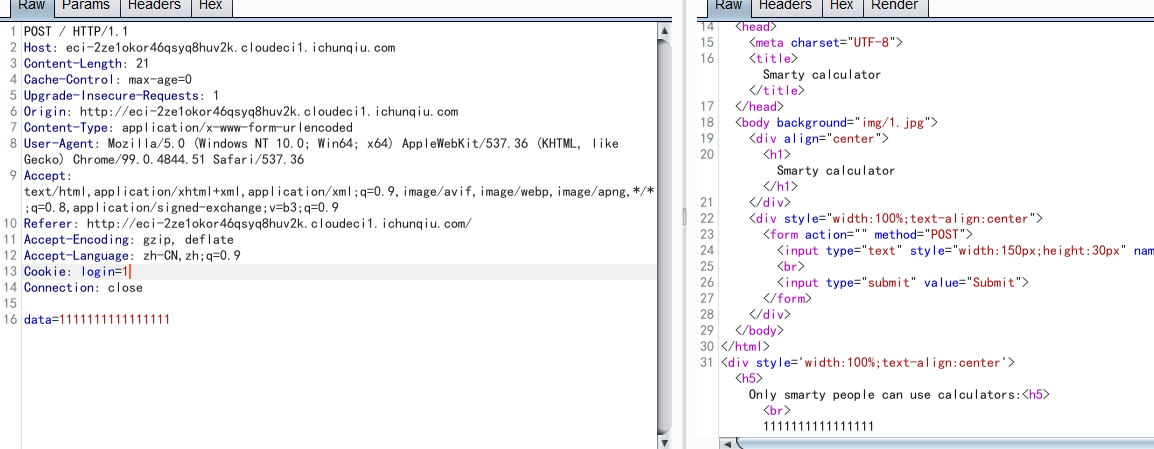 Raw Params Headers Hex
1 POST / HTTP/1.1
2 Host: eci-2ze1okor46qsyq8huv2k.cloudeci1.ichunqiu.com
3 Content-Length: 21
4 Cache-Control: max-age=0
5 Upgrade-Insecure-Requests: 1
6 Origin: http://eci-2ze1okor46qsyq8huv2k.cloudeci1.ichunqiu.com
7 Content-Type: application/x-www-form-urlencoded
8 User-Agent: Mozilla/5.0 (Windows NT 10.0; Win64; x64) AppleWebKit/537.36 (KHTML, like
Gecko) Chrome/99.0.4844.51 Safari/537.36
9 Accept:
text/html,application/xhtml+xml,application/xml;q=0.9,image/avif,image/webp,image/apng,*/*
;q=0.8,application/signed-exchange;v=b3;q=0.9
10 Referer: http://eci-2ze1okor46qsyq8huv2k.cloudeci1.ichunqiu.com/
11 Accept-Encoding: gzip, deflate
12 Accept-Language: zh-CN,zh;q=0.9
13 Cookie: login=1
14 Connection: close
15
16 data=1111111111111111
Raw Headers Hex Render
14 <head>
15 <meta charset="UTF-8">
16 <title>
Smarty calculator
</title>
17 </head>
18 <body background="img/1.jpg">
19 <div align="center">
20 <h1>
Smarty calculator
</h1>
21 </div>
22 <div style="width:100%;text-align:center">
23 <form action="" method="POST">
24 <input type="text" style="width:150px;height:30px" nam
25 <br>
26 <input type="submit" value="Submit">
27 </form>
28 </div>
29 </body>
30 </html>
31 <div style='width:100%;text-align:center'>
<h5>
Only smarty people can use calculators:<h5>
<br>
1111111111111111